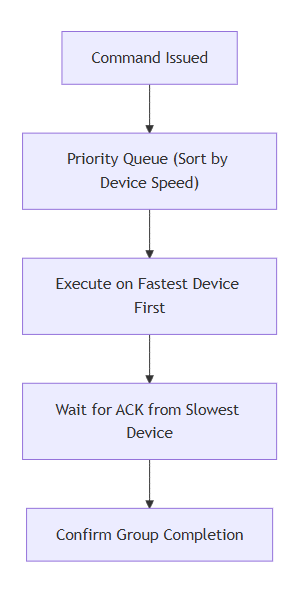 Command Issued
Priority Queue (Sort by
Device Speed)
Execute on Fastest Device
First
Wait for ACK from Slowest
Device
Confirm Group Completion